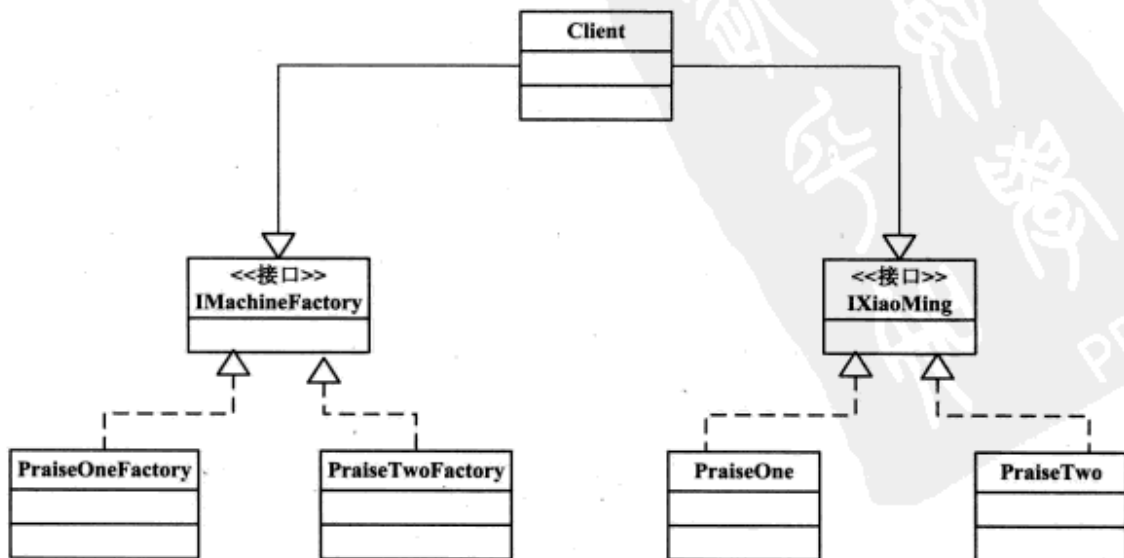 Client
<<接口>>
IMachineFactory
<<接口>>
IXiaoMing
PraiseOneFactory
PraiseTwoFactory
PraiseOne
PraiseTwo